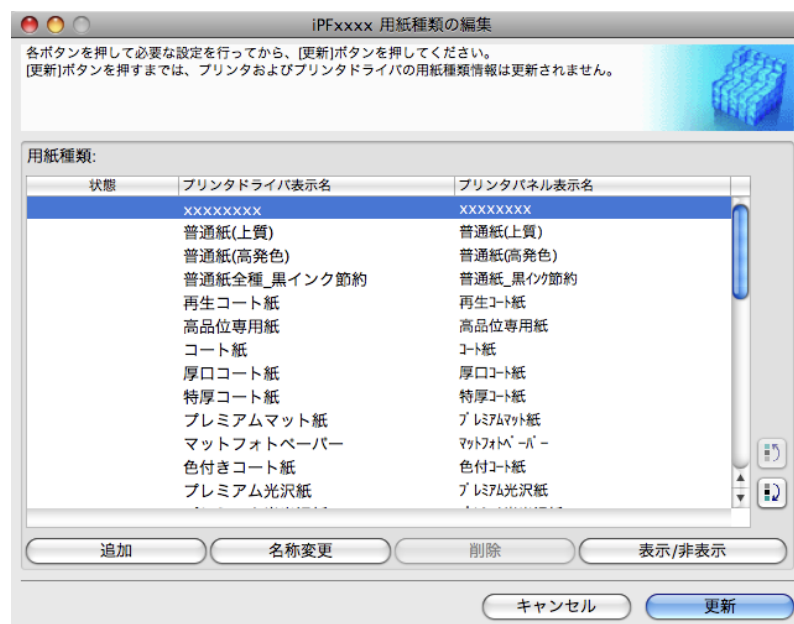 iPFxxxx 用紙種類の編集
各ボタンを押して必要な設定を行ってから、[更新]ボタンを押してください。
[更新]ボタンを押すまでは、プリンタおよびプリンタドライバの用紙種類情報は更新されません。
用紙種類:
状態 プリンタドライバ表示名 プリンタパネル表示名
xxxxxxxx xxxxxxxx
普通紙(上質) 普通紙(上質)
普通紙(高発色) 普通紙(高発色)
普通紙全種_黒インク節約 普通紙_黒インク節約
再生コート紙 再生コート紙
高品位専用紙 高品位専用紙
コート紙 コート紙
厚口コート紙 厚口コート紙
特厚コート紙 特厚コート紙
プレミアムマット紙 プレミアムマット紙
マットフォトペーパー マットフォトペーパー
色付きコート紙 色付コート紙
プレミアム光沢紙 プレミアム光沢紙
追加 名称変更 削除 表示/非表示
キャンセル 更新